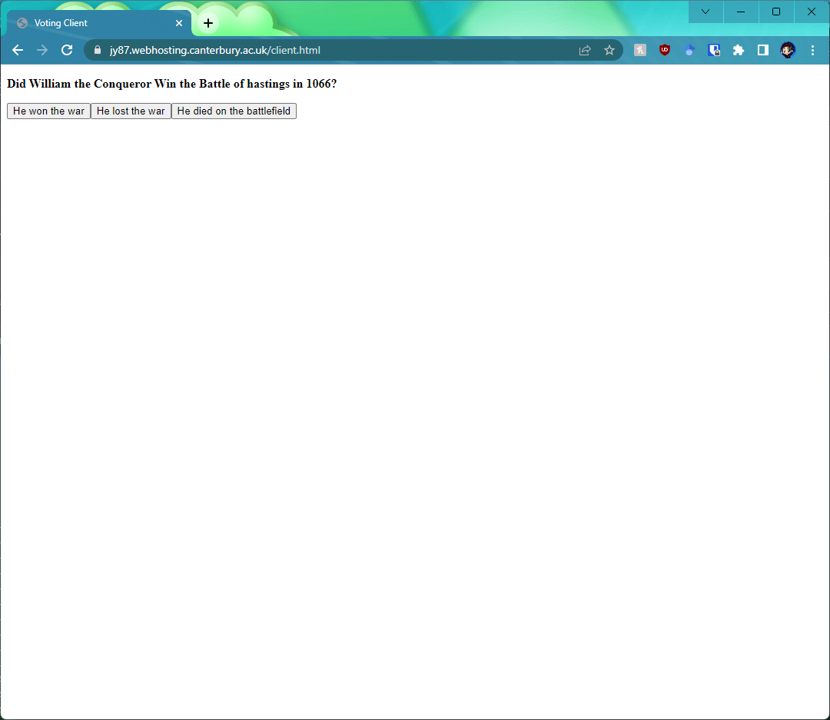 Voting Client
jy87.webhosting.canterbury.ac.uk/client.html
Did William the Conqueror Win the Battle of hastings in 1066?
He won the war He lost the war He died on the battlefield